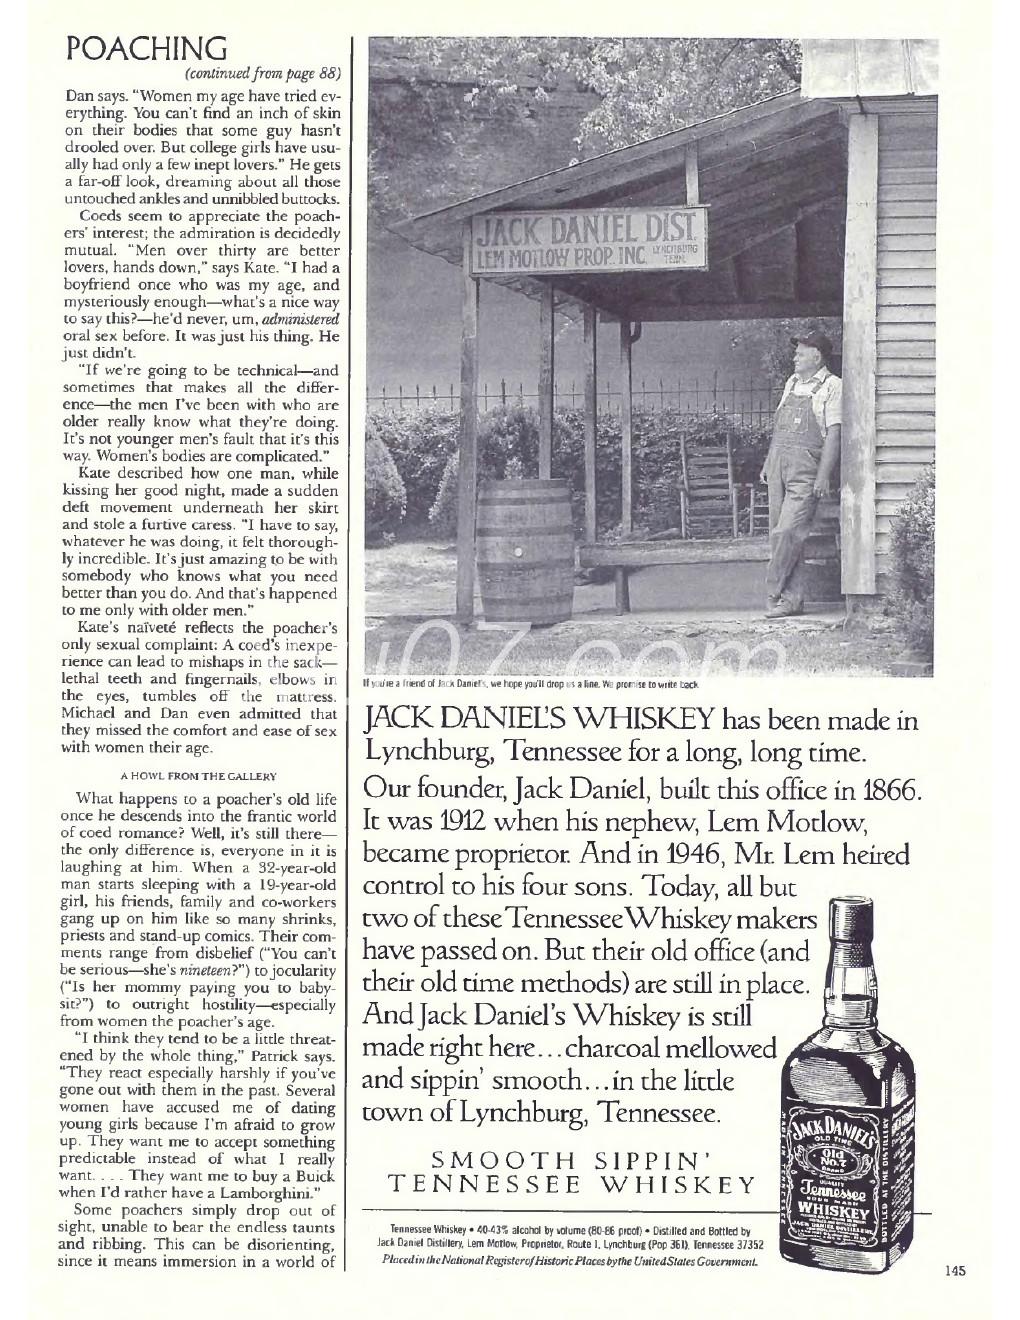 POACHING
(continued from page 88)
Dan says. "Women my age have tried ev-
erything. You can't find an inch of skin
on their bodies that some guy hasn't
drooled over. But college girls have usu-
ally had only a few inept lovers." He gets
a far-off look, dreaming about all those
untouched ankles and unnibbled buttocks.
Coeds seem to appreciate the poach-
ers' interest; the admiration is decidedly
mutual. "Men over thirty are better
lovers, hands down," says Kate. "I had a
boyfriend once who was my age, and
mysteriously enough—what's a nice way
to say this?—he'd never, um, administered
oral sex before. It was just his thing. He
just didn't.
"If we're going to be technical—and
sometimes that makes all the differ-
ence—the men I've been with who are
older really know what they're doing.
It's not younger men's fault that it's this
way. Women's bodies are complicated."
Kate described how one man, while
kissing her good night, made a sudden
deft movement underneath her skirt
and stole a furtive caress. "I have to say,
whatever he was doing, it felt thorough-
ly incredible. It's just amazing to be with
somebody who knows what you need
better than you do. And that's happened
to me only with older men."
Kate's naïveté reflects the poacher's
only sexual complaint: A coed's inexpe-
rience can lead to mishaps in the sack—
lethal teeth and fingernails, elbows in
the eyes, tumbles off the mattress.
Michael and Dan even admitted that
they missed the comfort and ease of sex
with women their age.
A HOWL FROM THE GALLERY
What happens to a poacher's old life
once he descends into the frantic world
of coed romance? Well, it's still there—
the only difference is, everyone in it is
laughing at him. When a 32-year-old
man starts sleeping with a 19-year-old
girl, his friends, family and co-workers
gang up on him like so many shrinks,
priests and stand-up comics. Their com-
ments range from disbelief ("You can't
be serious—she's nineteen?") to jocularity
("Is her mommy paying you to baby-
sit?") to outright hostility—especially
from women the poacher's age.
"I think they tend to be a little threat-
ened by the whole thing," Patrick says.
"They react especially harshly if you've
gone out with them in the past. Several
women have accused me of dating
young girls because I'm afraid to grow
up. They want me to accept something
predictable instead of what I really
want. . . . They want me to buy a Buick
when I'd rather have a Lamborghini."
Some poachers simply drop out of
sight, unable to bear the endless taunts
and ribbing. This can be disorienting,
since it means immersion in a world of
JACK DANIEL DIST.
LEM MOTLOW PROP. INC. LYNCHBURG TENN.
If you're a friend of Jack Daniel's, we hope you'll drop us a line. We promise to write back.
JACK DANIEL'S WHISKEY has been made in
Lynchburg, Tennessee for a long, long time.
Our founder, Jack Daniel, built this office in 1866.
It was 1912 when his nephew, Lem Motlow,
became proprietor. And in 1946, Mr. Lem heired
control to his four sons. Today, all but
two of these Tennessee Whiskey makers
have passed on. But their old office (and
their old time methods) are still in place.
And Jack Daniel's Whiskey is still
made right here...charcoal mellowed
and sippin' smooth...in the little
town of Lynchburg, Tennessee.
SMOOTH SIPPIN'
TENNESSEE WHISKEY
JACK DANIEL'S
OLD TIME
Old
No. 7
BRAND
QUALITY
Tennessee
SOUR MASH
WHISKEY
BOTTLED AT THE DISTILLERY
Tennessee Whiskey • 40-43% alcohol by volume (80-86 proof) • Distilled and Bottled by
Jack Daniel Distillery, Lem Motlow, Proprietor, Route 1, Lynchburg (Pop 361), Tennessee 37352
Placed in the National Register of Historic Places by the United States Government.
145